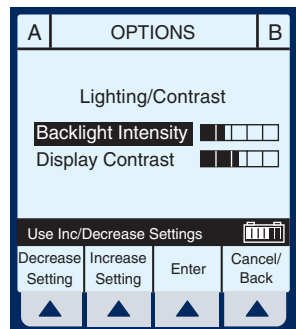 A OPTIONS B
Lighting/Contrast
Backlight Intensity
Display Contrast
Use Inc/Decrease Settings
Decrease Setting
Increase Setting
Enter
Cancel/ Back